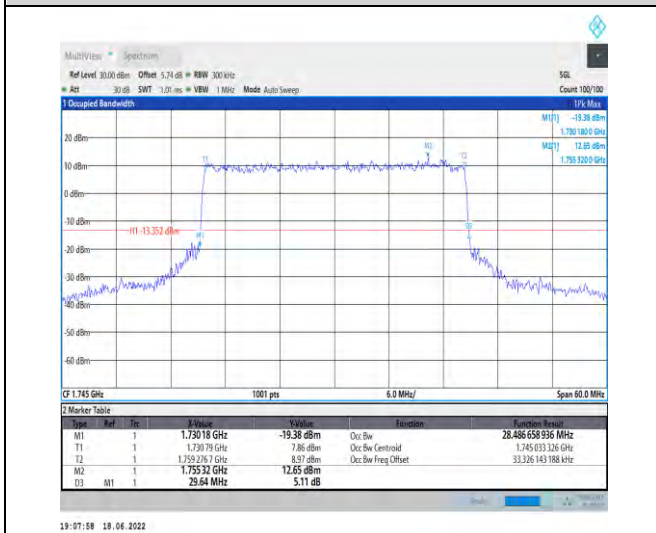 MultiView Spectrum
Ref Level 30.00 dBm Offset 5.74 dB RBW 300 kHz SGL
Att 30 dB SWT 1.01 ms VBW 1 MHz Mode Auto Sweep Count 100/100
1 Occupied Bandwidth 1Pk Max
M1[1] -19.38 dBm
1.730 180 0 GHz
M2[1] 12.65 dBm
1.755 320 0 GHz
20 dBm
M2
T1 T2
10 dBm
0 dBm
-10 dBm
H1 -13.352 dBm
M1 D3
-20 dBm
-30 dBm
-40 dBm
-50 dBm
-60 dBm
CF 1.745 GHz 1001 pts 6.0 MHz/ Span 60.0 MHz
2 Marker Table
Type Ref Trc X-Value Y-Value Function Function Result
M1 1 1.73018 GHz -19.38 dBm Occ Bw 28.486 658 936 MHz
T1 1 1.730 79 GHz 7.86 dBm Occ Bw Centroid 1.745 033 326 GHz
T2 1 1.759 276 7 GHz 8.97 dBm Occ Bw Freq Offset 33.326 143 188 kHz
M2 1 1.75532 GHz 12.65 dBm
D3 M1 1 29.64 MHz 5.11 dB
Ready
19:07:58 18.06.2022